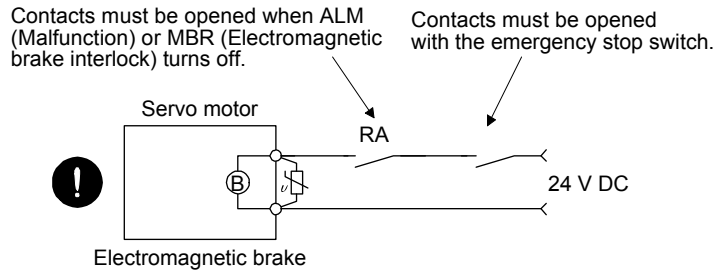 Contacts must be opened when ALM
(Malfunction) or MBR (Electromagnetic
brake interlock) turns off.
Contacts must be opened
with the emergency stop switch.
Servo motor
RA
B
υ
24 V DC
Electromagnetic brake